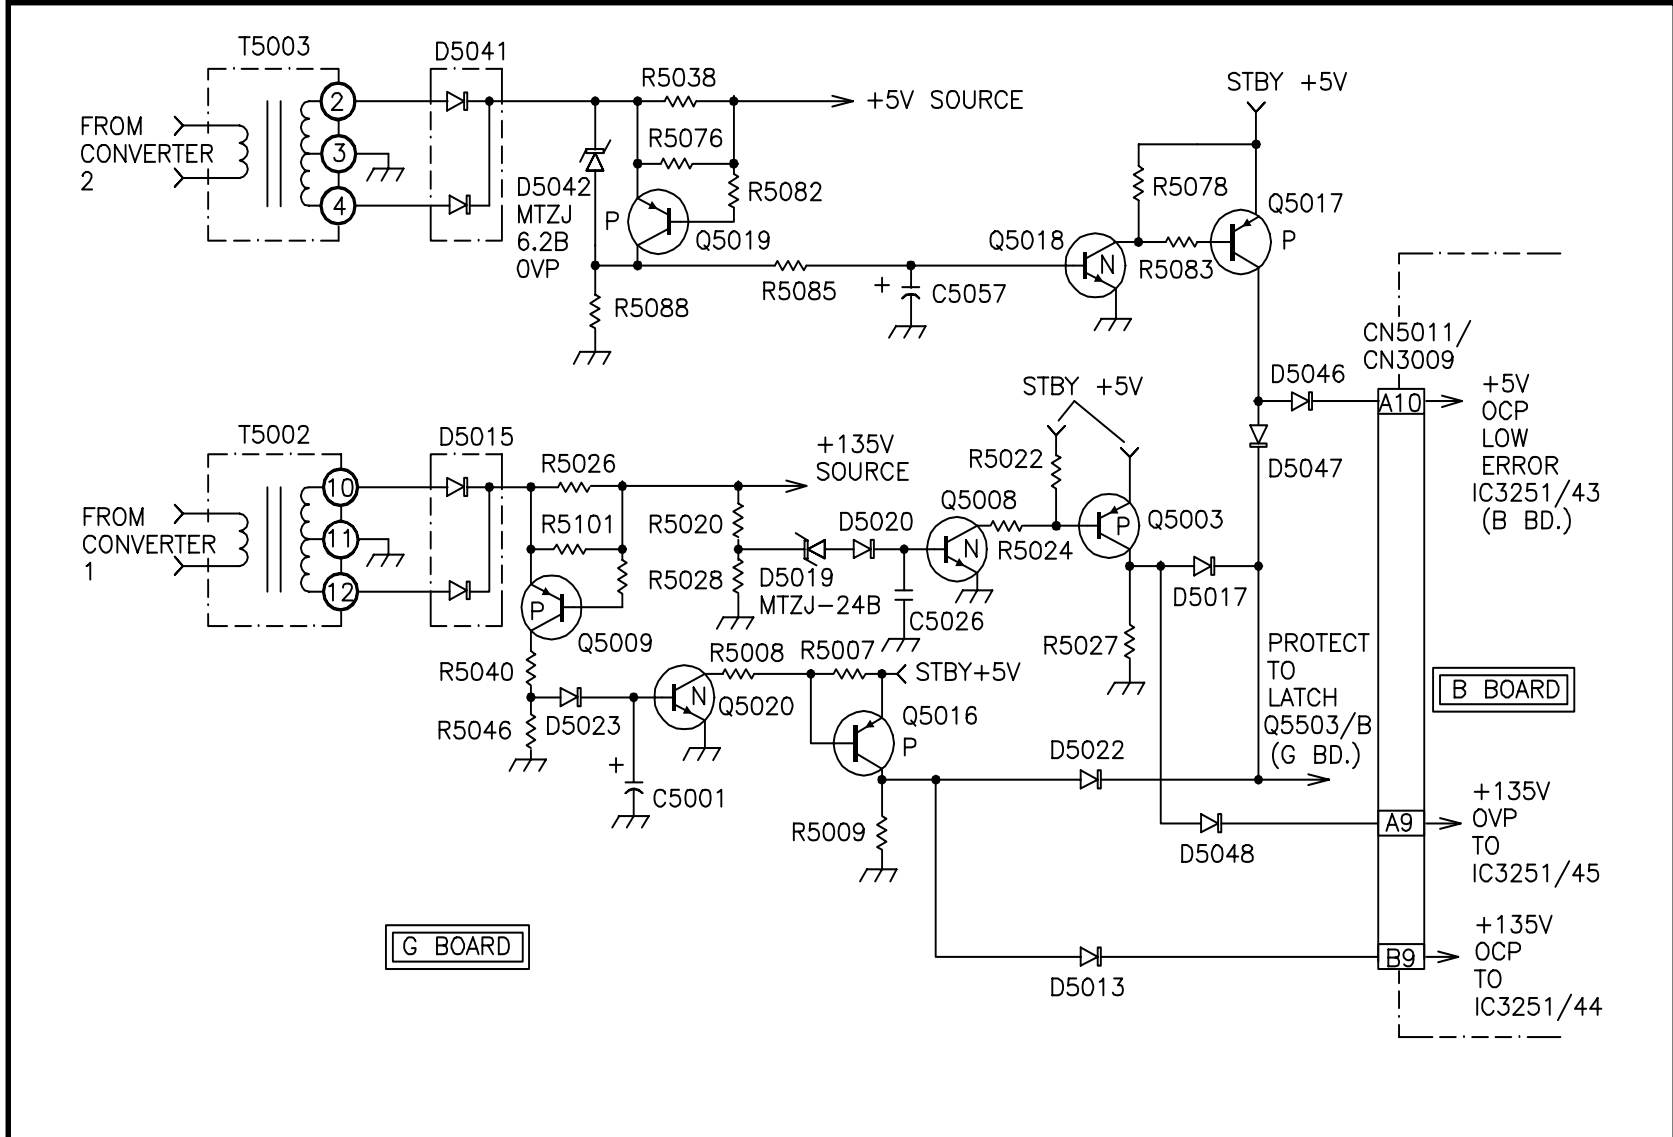 T5003
D5041
R5038
STBY +5V
+5V SOURCE
2
FROM
CONVERTER
2
3
4
R5076
D5042
MTZJ
6.2B
OVP
R5082
P
Q5019
R5078
Q5017
P
Q5018
N
R5083
R5088
R5085
+
C5057
CN5011/
CN3009
D5046
A10
+5V
OCP
LOW
ERROR
IC3251/43
(B BD.)
D5047
STBY +5V
T5002
D5015
+135V
SOURCE
R5026
10
FROM
CONVERTER
1
11
12
R5101
R5020
R5022
Q5008
D5020
N
R5024
P
Q5003
R5028
D5019
MTZJ-24B
C5026
D5017
P
Q5009
R5027
R5040
R5008
R5007
STBY+5V
PROTECT
TO
LATCH
Q5503/B
(G BD.)
B BOARD
N
Q5020
R5046
D5023
Q5016
P
+
C5001
D5022
R5009
D5048
A9
+135V
OVP
TO
IC3251/45
G BOARD
D5013
B9
+135V
OCP
TO
IC3251/44